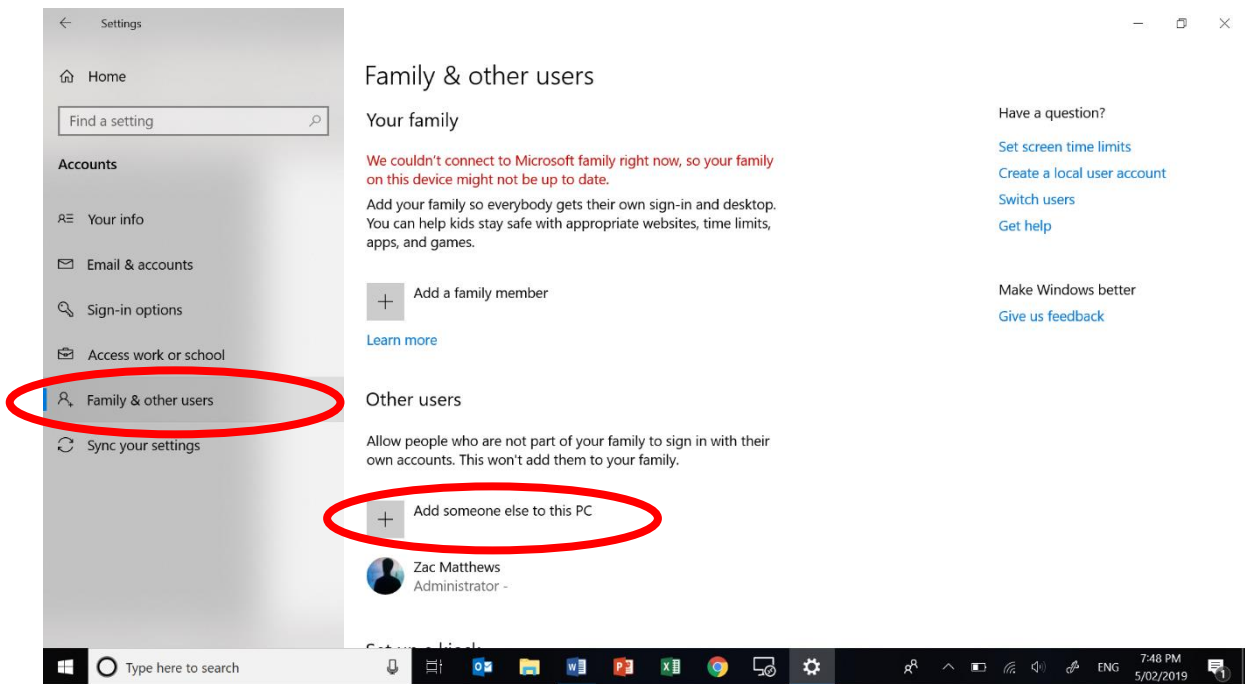 Settings
Home
Find a setting
Accounts
Your info
Email & accounts
Sign-in options
Access work or school
Family & other users
Sync your settings
Family & other users
Your family
We couldn't connect to Microsoft family right now, so your family
on this device might not be up to date.
Add your family so everybody gets their own sign-in and desktop.
You can help kids stay safe with appropriate websites, time limits,
apps, and games.
Add a family member
Learn more
Other users
Allow people who are not part of your family to sign in with their
own accounts. This won't add them to your family.
Add someone else to this PC
Zac Matthews
Administrator -
Have a question?
Set screen time limits
Create a local user account
Switch users
Get help
Make Windows better
Give us feedback
Type here to search
ENG
7:48 PM
5/02/2019
1